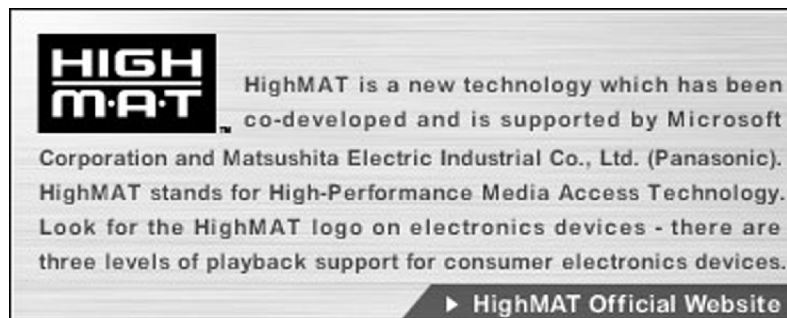 HIGH
M·A·T™
HighMAT is a new technology which has been
co-developed and is supported by Microsoft
Corporation and Matsushita Electric Industrial Co., Ltd. (Panasonic).
HighMAT stands for High-Performance Media Access Technology.
Look for the HighMAT logo on electronics devices - there are
three levels of playback support for consumer electronics devices.
HighMAT Official Website